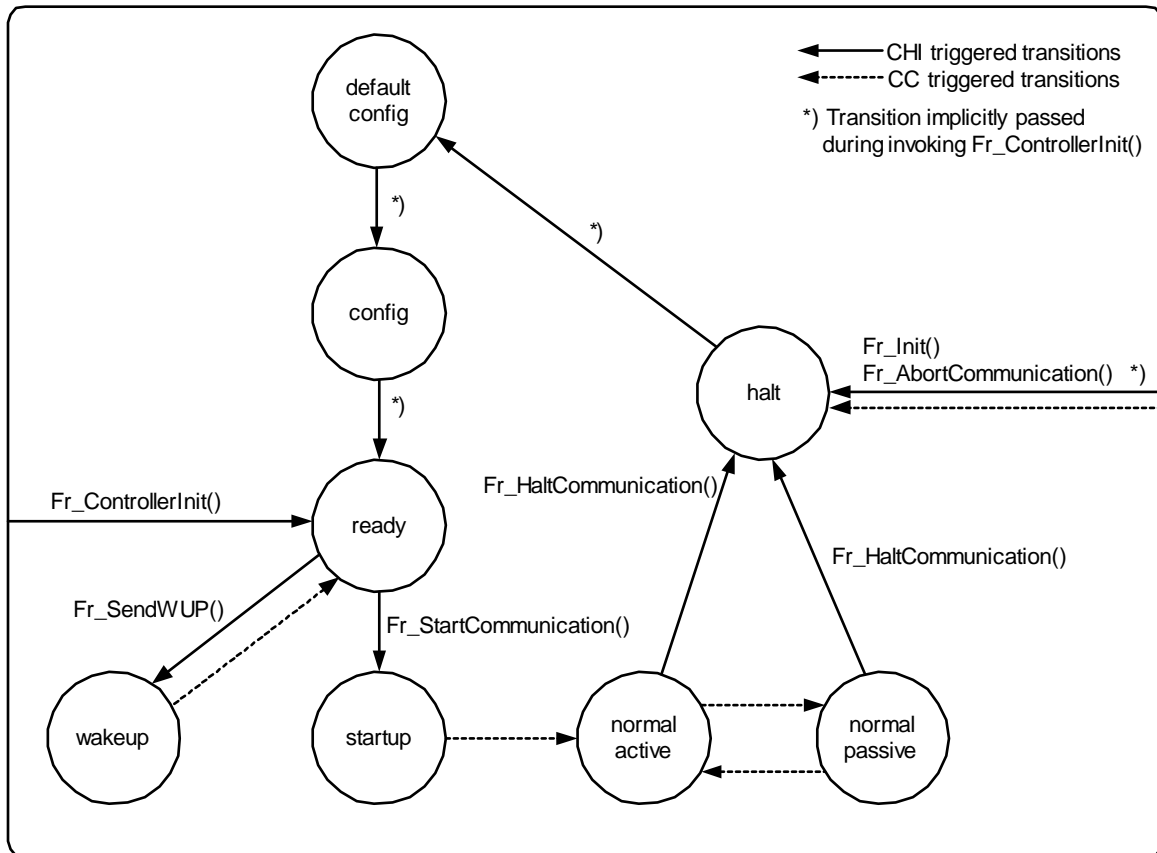 default
config
CHI triggered transitions
CC triggered transitions
*) Transition implicitly passed
during invoking Fr_ControllerInit()
*)
*)
config
Fr_Init()
Fr_AbortCommunication() *)
halt
*)
Fr_HaltCommunication()
Fr_ControllerInit()
ready
Fr_HaltCommunication()
Fr_SendWUP()
Fr_StartCommunication()
wakeup
startup
normal
active
normal
passive